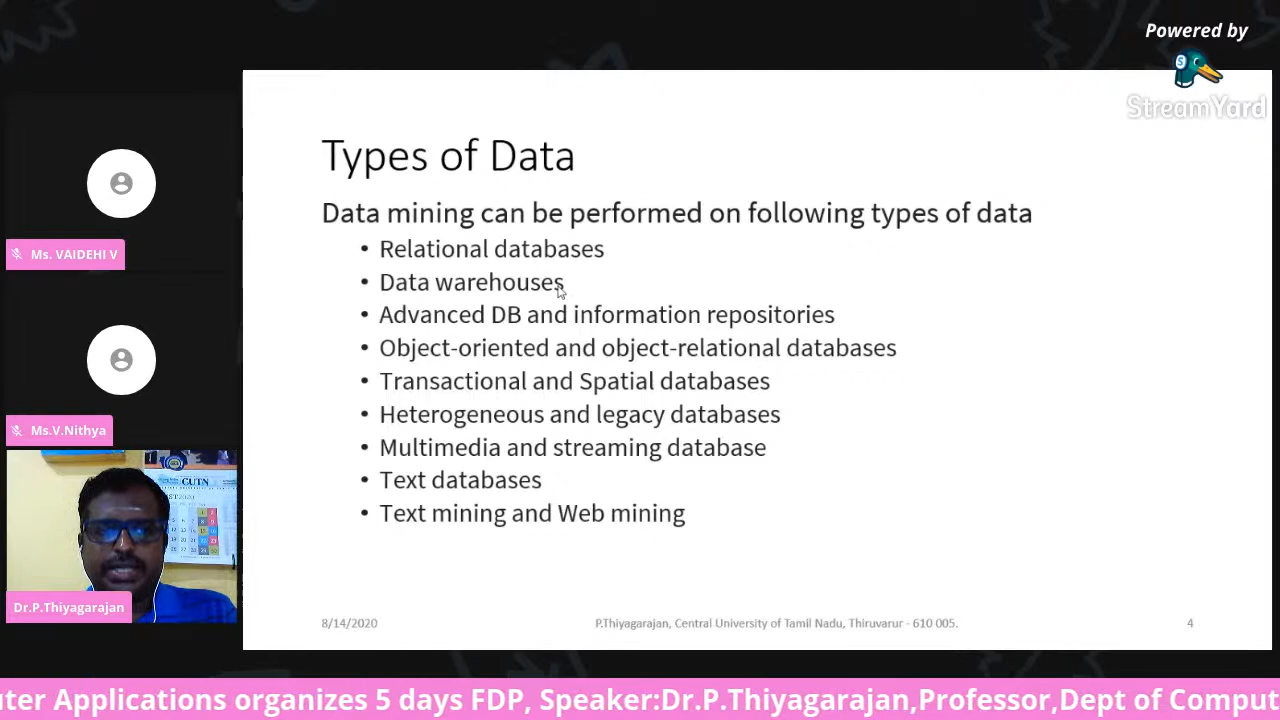 Powered by
StreamYard
Types of Data
Data mining can be performed on following types of data
• Relational databases
• Data warehouses
• Advanced DB and information repositories
• Object-oriented and object-relational databases
• Transactional and Spatial databases
• Heterogeneous and legacy databases
• Multimedia and streaming database
• Text databases
• Text mining and Web mining
8/14/2020
P.Thiyagarajan, Central University of Tamil Nadu, Thiruvarur - 610 005.
4
Ms. VAIDEHI V
Ms.V.Nithya
CUTN
ST2020
Dr.P.Thiyagarajan
uter Applications organizes 5 days FDP, Speaker:Dr.P.Thiyagarajan,Professor,Dept of Comput